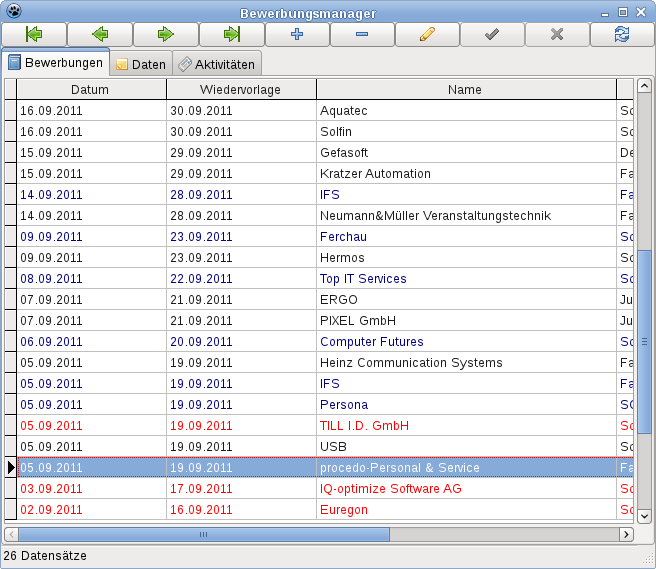 Bewerbungsmanager
Bewerbungen Daten Aktivitäten
Datum Wiedervorlage Name
16.09.2011 30.09.2011 Aquatec So
16.09.2011 30.09.2011 Solfin So
15.09.2011 29.09.2011 Gefasoft De
15.09.2011 29.09.2011 Kratzer Automation Fa
14.09.2011 28.09.2011 IFS Fa
14.09.2011 28.09.2011 Neumann&Müller Veranstaltungstechnik Fa
09.09.2011 23.09.2011 Ferchau So
09.09.2011 23.09.2011 Hermos So
08.09.2011 22.09.2011 Top IT Services So
07.09.2011 21.09.2011 ERGO Ju
07.09.2011 21.09.2011 PIXEL GmbH Ju
06.09.2011 20.09.2011 Computer Futures So
05.09.2011 19.09.2011 Heinz Communication Systems Fa
05.09.2011 19.09.2011 IFS Fa
05.09.2011 19.09.2011 Persona SO
05.09.2011 19.09.2011 TILL I.D. GmbH So
05.09.2011 19.09.2011 USB So
05.09.2011 19.09.2011 procedo-Personal & Service Fa
03.09.2011 17.09.2011 IQ-optimize Software AG So
02.09.2011 16.09.2011 Euregon So
26 Datensätze